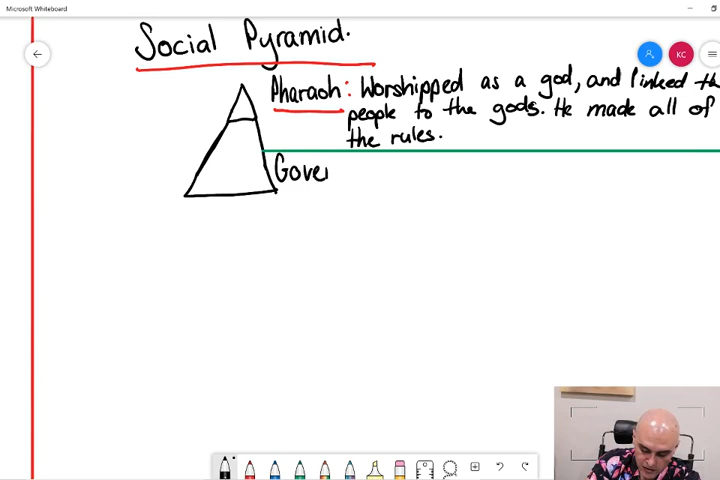 Microsoft Whiteboard
Social Pyramid.
Pharaoh: Worshipped as a god, and linked
people to the gods. He made all of
the rules.
Gover
KC